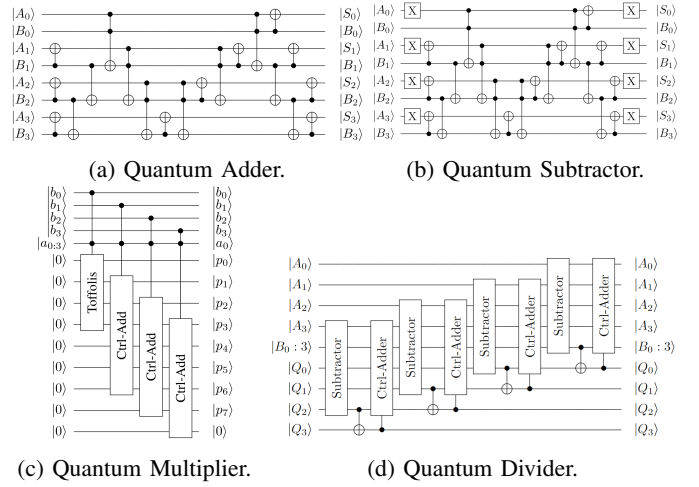 |A₀⟩ |S₀⟩
|B₀⟩ |B₀⟩
|A₁⟩ |S₁⟩
|B₁⟩ |B₁⟩
|A₂⟩ |S₂⟩
|B₂⟩ |B₂⟩
|A₃⟩ |S₃⟩
|B₃⟩ |B₃⟩
(a) Quantum Adder.
|A₀⟩ X X |S₀⟩
|B₀⟩ |B₀⟩
|A₁⟩ X X |S₁⟩
|B₁⟩ |B₁⟩
|A₂⟩ X X |S₂⟩
|B₂⟩ |B₂⟩
|A₃⟩ X X |S₃⟩
|B₃⟩ |B₃⟩
(b) Quantum Subtractor.
|b₀⟩ |b₀⟩
|b₁⟩ |b₁⟩
|b₂⟩ |b₂⟩
|b₃⟩ |b₃⟩
|a₀:₃⟩ |a₀⟩
|0⟩ |p₀⟩
|0⟩ |p₁⟩
|0⟩ |p₂⟩
|0⟩ |p₃⟩
|0⟩ |p₄⟩
|0⟩ |p₅⟩
|0⟩ |p₆⟩
|0⟩ |p₇⟩
|0⟩ |0⟩
Toffolis
Ctrl-Add
Ctrl-Add
Ctrl-Add
(c) Quantum Multiplier.
|A₀⟩ |A₀⟩
|A₁⟩ |A₁⟩
|A₂⟩ |A₂⟩
|A₃⟩ |A₃⟩
|B₀ : 3⟩ |B₀ : 3⟩
|Q₀⟩ |Q₀⟩
|Q₁⟩ |Q₁⟩
|Q₂⟩ |Q₂⟩
|Q₃⟩ |Q₃⟩
Subtractor
Ctrl-Adder
Subtractor
Ctrl-Adder
Subtractor
Ctrl-Adder
Subtractor
Ctrl-Adder
(d) Quantum Divider.